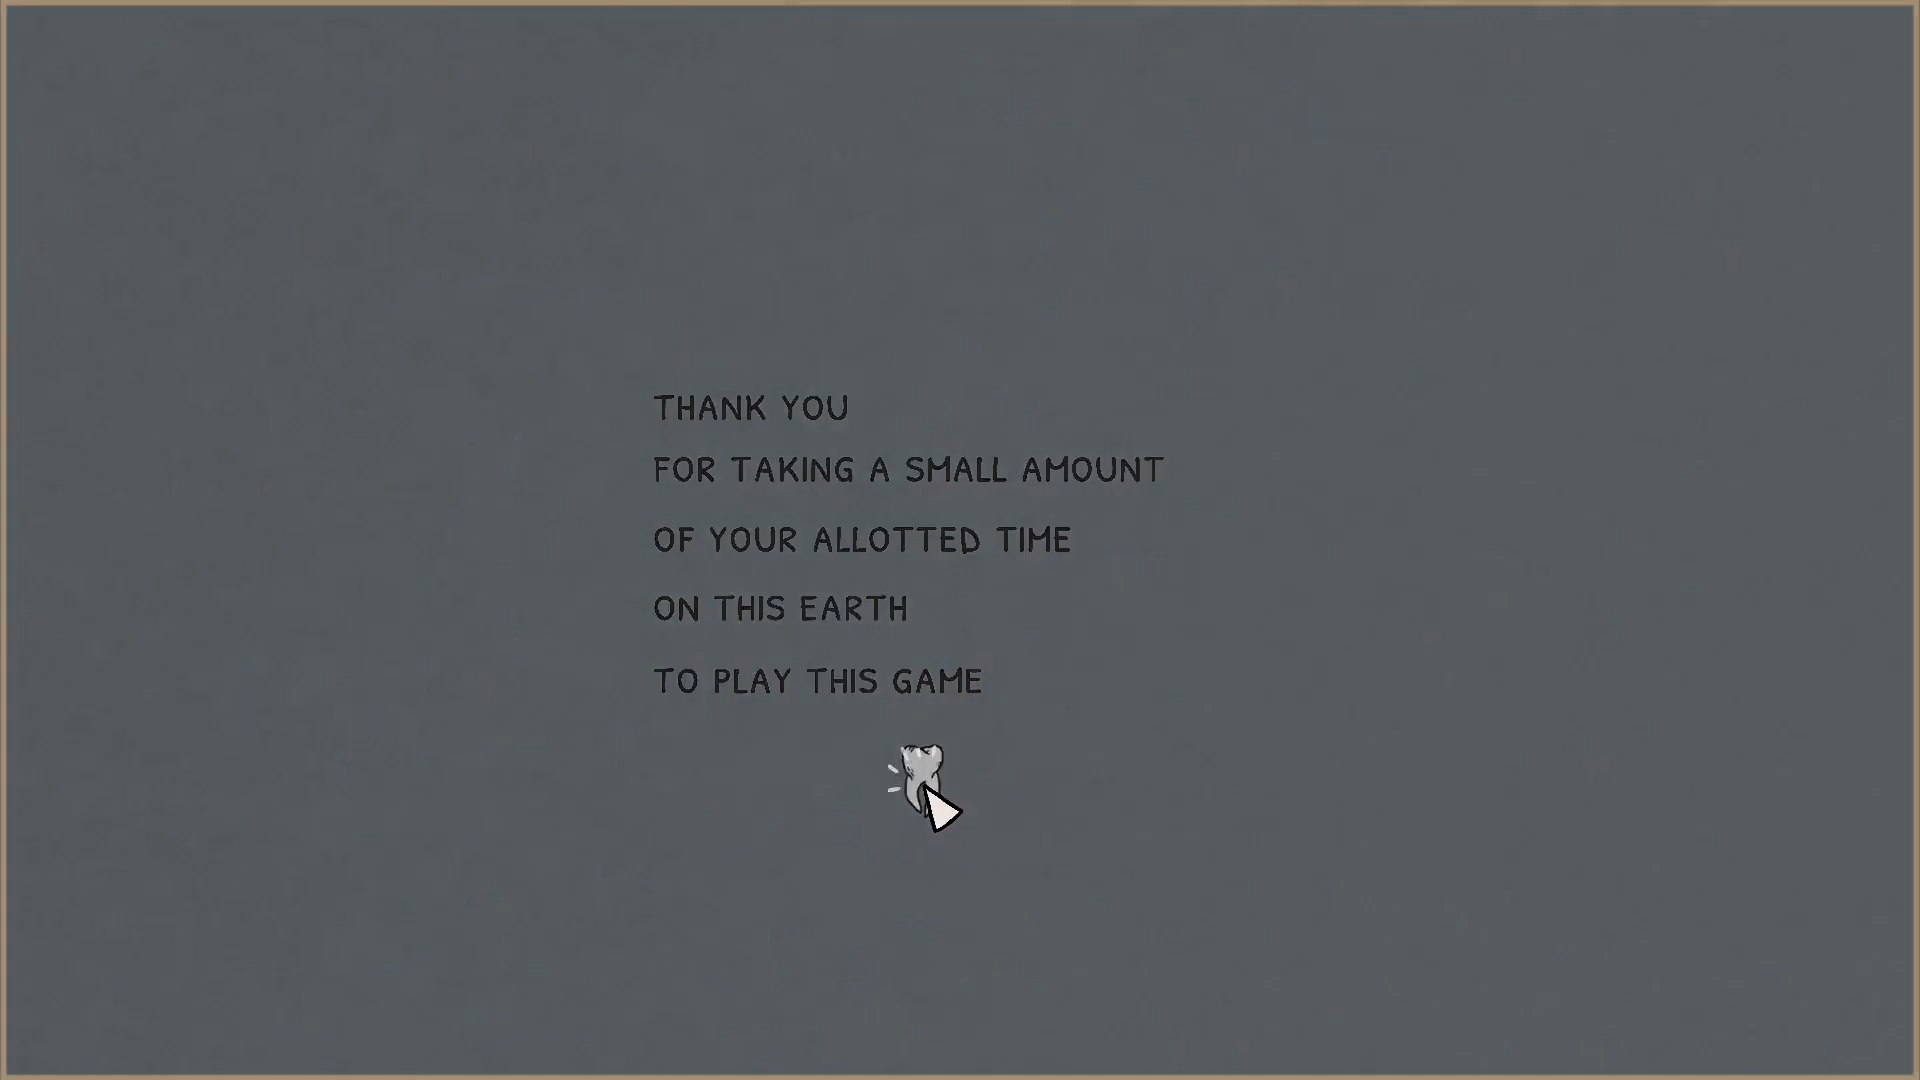 THANK YOU
FOR TAKING A SMALL AMOUNT
OF YOUR ALLOTTED TIME
ON THIS EARTH
TO PLAY THIS GAME